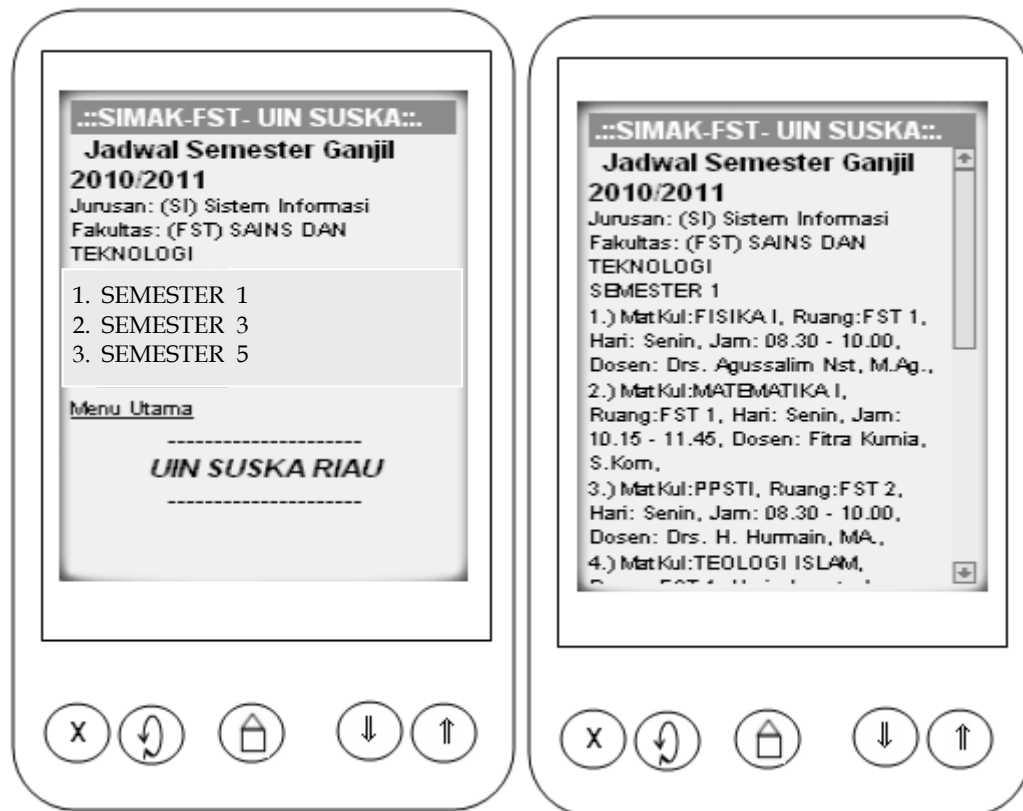 .::SIMAK-FST- UIN SUSKA::.
Jadwal Semester Ganjil
2010/2011
Jurusan: (SI) Sistem Informasi
Fakultas: (FST) SAINS DAN
TEKNOLOGI
1. SEMESTER 1
2. SEMESTER 3
3. SEMESTER 5
Menu Utama
---------------------
UIN SUSKA RIAU
---------------------
X
⇓
⇑
.::SIMAK-FST- UIN SUSKA::.
Jadwal Semester Ganjil
2010/2011
Jurusan: (SI) Sistem Informasi
Fakultas: (FST) SAINS DAN
TEKNOLOGI
SEMESTER 1
1.) MatKul:FISIKA I, Ruang:FST 1,
Hari: Senin, Jam: 08.30 - 10.00,
Dosen: Drs. Agussalim Nst, M.Ag.,
2.) MatKul:MATEMATIKA I,
Ruang:FST 1, Hari: Senin, Jam:
10.15 - 11.45, Dosen: Fitra Kurnia,
S.Kom,
3.) MatKul:PPSTI, Ruang:FST 2,
Hari: Senin, Jam: 08.30 - 10.00,
Dosen: Drs. H. Hurmain, MA.,
4.) MatKul:TEOLOGI ISLAM,
X
⇓
⇑